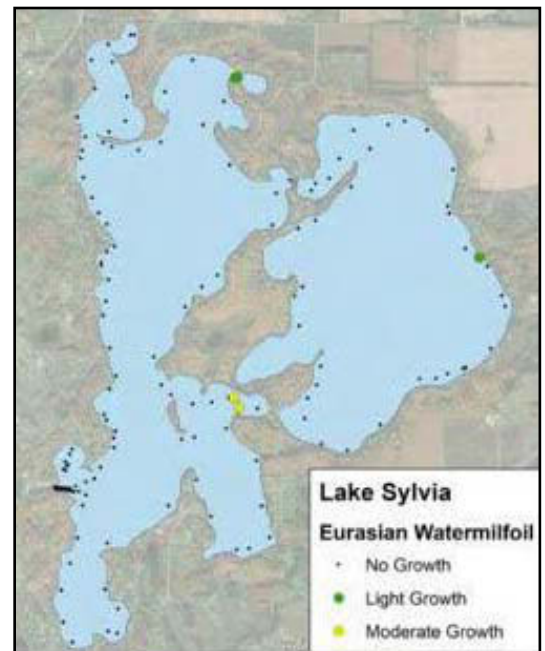 Lake Sylvia
Eurasian Watermilfoil
No Growth
Light Growth
Moderate Growth